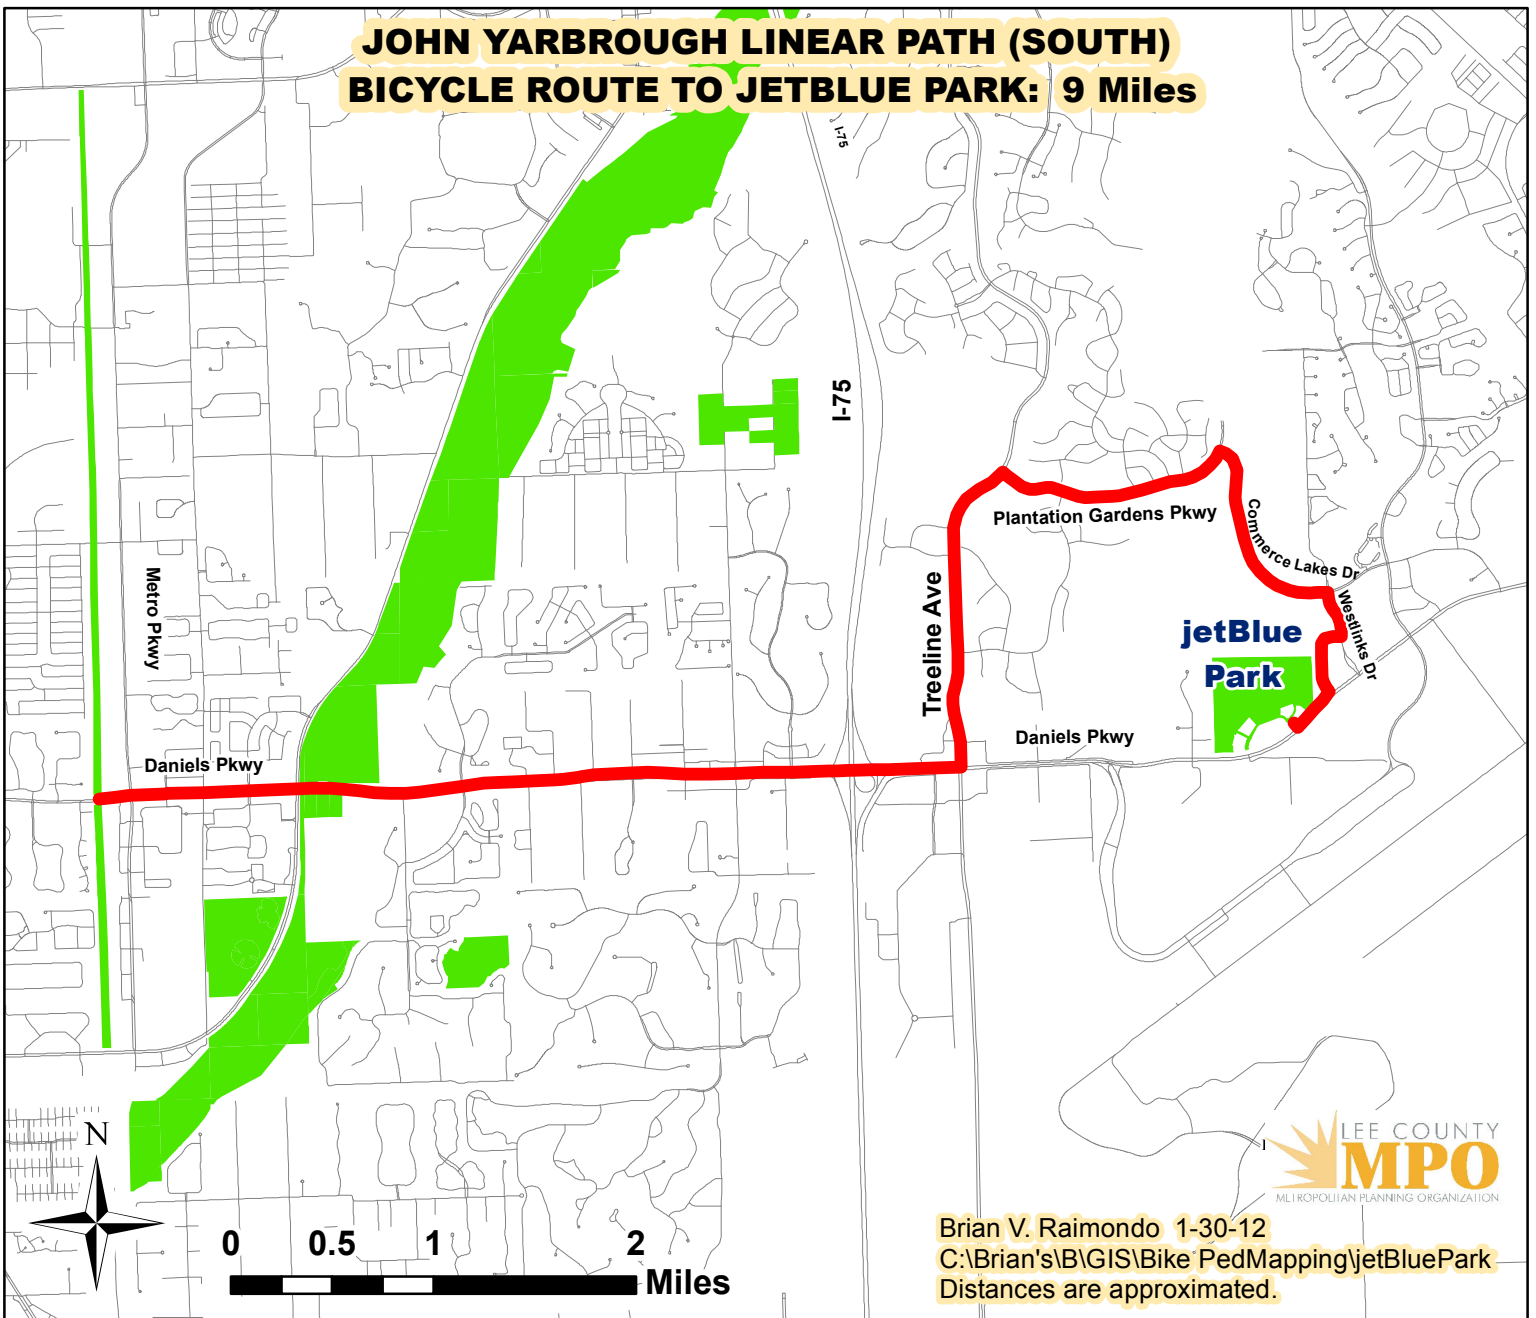 JOHN YARBROUGH LINEAR PATH (SOUTH)
BICYCLE ROUTE TO JETBLUE PARK: 9 Miles
I-75
I-75
Plantation Gardens Pkwy
Commerce Lakes Dr
Metro Pkwy
Treeline Ave
Westlinks Dr
jetBlue
Park
Daniels Pkwy
Daniels Pkwy
N
0 0.5 1 2
Miles
LEE COUNTY
MPO
METROPOLITAN PLANNING ORGANIZATION
Brian V. Raimondo 1-30-12
C:\Brian's\B\GIS\Bike PedMapping\jetBluePark
Distances are approximated.